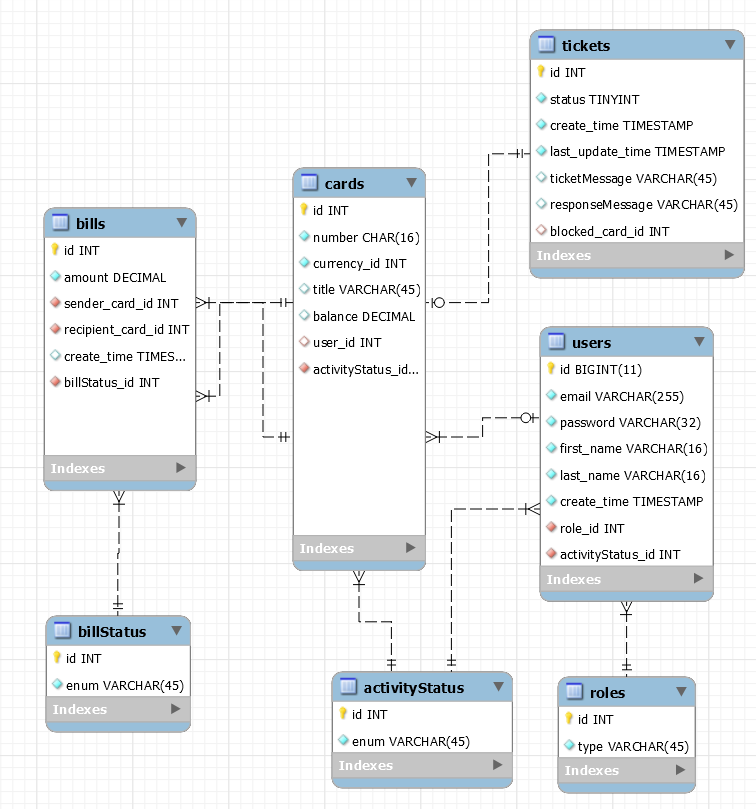 tickets
id INT
status TINYINT
create_time TIMESTAMP
last_update_time TIMESTAMP
ticketMessage VARCHAR(45)
responseMessage VARCHAR(45)
blocked_card_id INT
Indexes
cards
id INT
number CHAR(16)
currency_id INT
title VARCHAR(45)
balance DECIMAL
user_id INT
activityStatus_id...
Indexes
bills
id INT
amount DECIMAL
sender_card_id INT
recipient_card_id INT
create_time TIMES...
billStatus_id INT
Indexes
users
id BIGINT(11)
email VARCHAR(255)
password VARCHAR(32)
first_name VARCHAR(16)
last_name VARCHAR(16)
create_time TIMESTAMP
role_id INT
activityStatus_id INT
Indexes
billStatus
id INT
enum VARCHAR(45)
Indexes
activityStatus
id INT
enum VARCHAR(45)
Indexes
roles
id INT
type VARCHAR(45)
Indexes